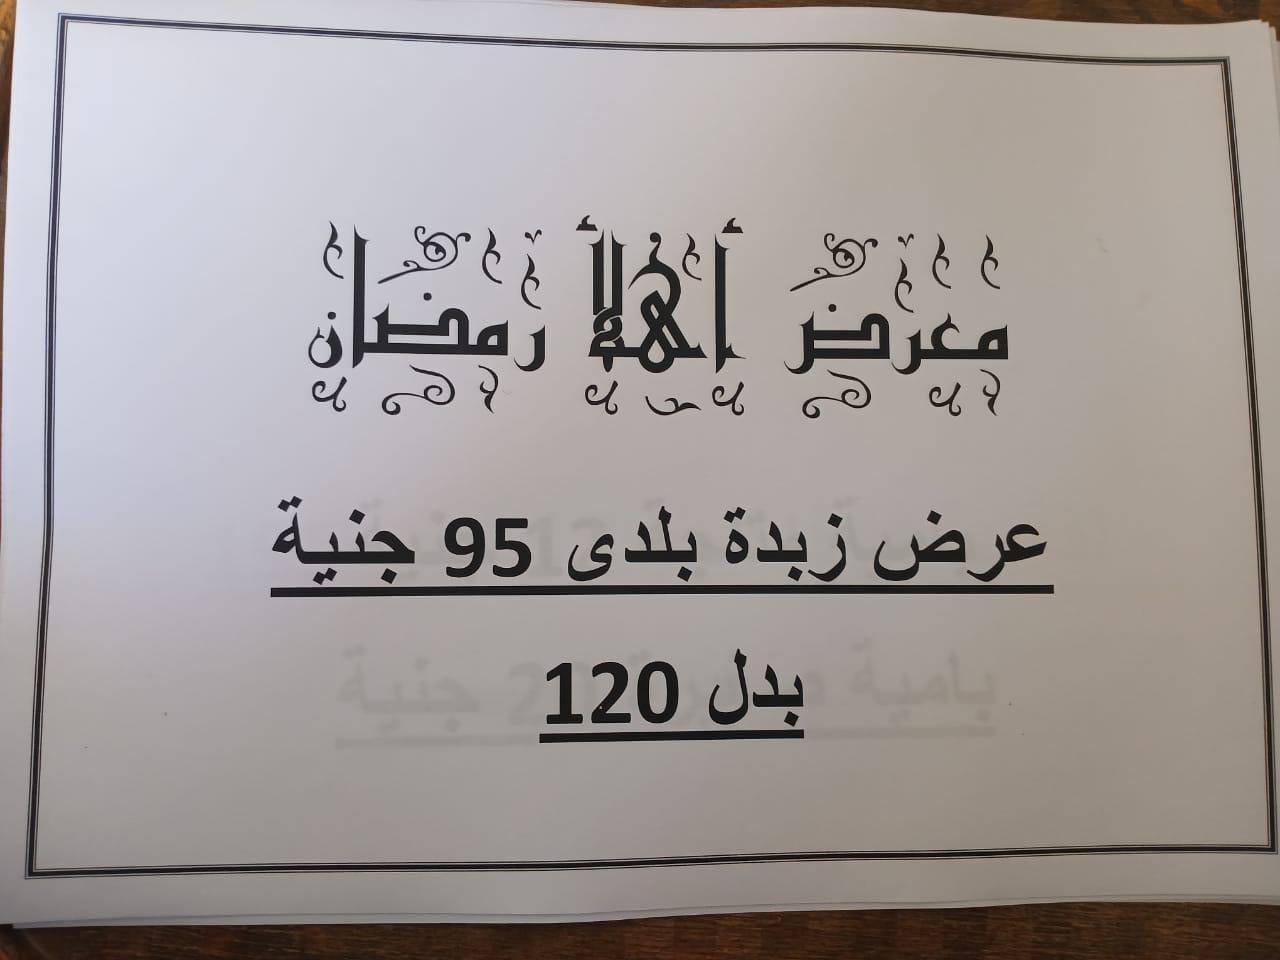 معرض أهلاً رمضان
عرض زبدة بلدى 95 جنية
بدل 120